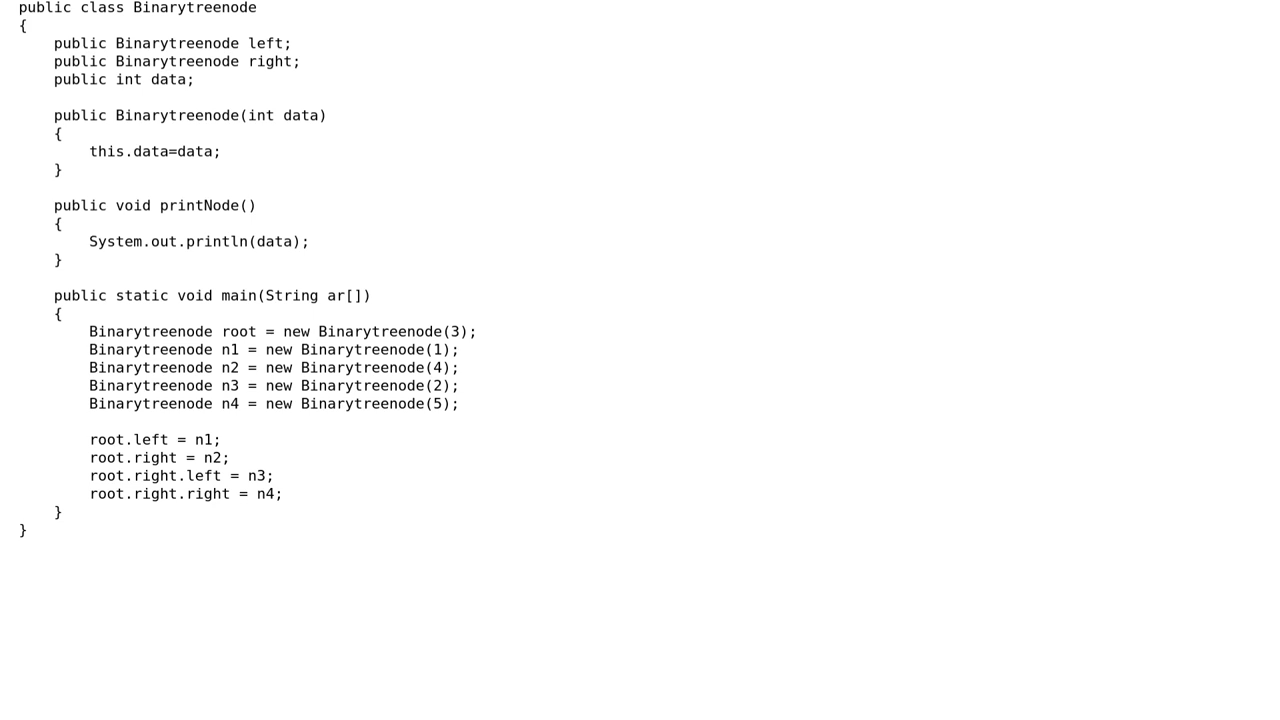 public class Binarytreenode
{
    public Binarytreenode left;
    public Binarytreenode right;
    public int data;

    public Binarytreenode(int data)
    {
        this.data=data;
    }

    public void printNode()
    {
        System.out.println(data);
    }

    public static void main(String ar[])
    {
        Binarytreenode root = new Binarytreenode(3);
        Binarytreenode n1 = new Binarytreenode(1);
        Binarytreenode n2 = new Binarytreenode(4);
        Binarytreenode n3 = new Binarytreenode(2);
        Binarytreenode n4 = new Binarytreenode(5);

        root.left = n1;
        root.right = n2;
        root.right.left = n3;
        root.right.right = n4;
    }
}